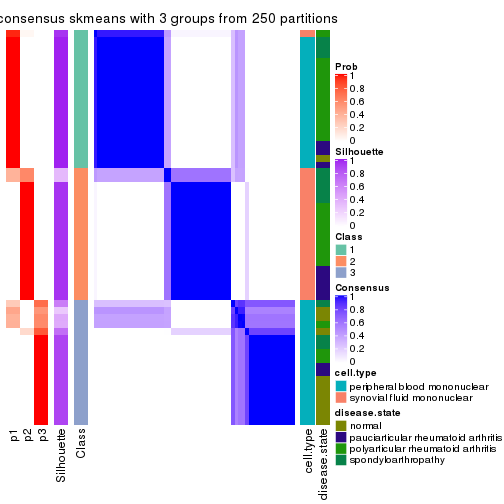 consensus skmeans with 3 groups from 250 partitions
Prob
1
0.8
0.6
0.4
0.2
0
Silhouette
1
0.8
0.6
0.4
0.2
0
Class
1
2
3
Consensus
1
0.8
0.6
0.4
0.2
0
cell.type
peripheral blood mononuclear
synovial fluid mononuclear
disease.state
normal
pauciarticular rheumatoid arthritis
polyarticular rheumatoid arthritis
spondyloarthropathy
p1
p2
p3
Silhouette
Class
cell.type
disease.state